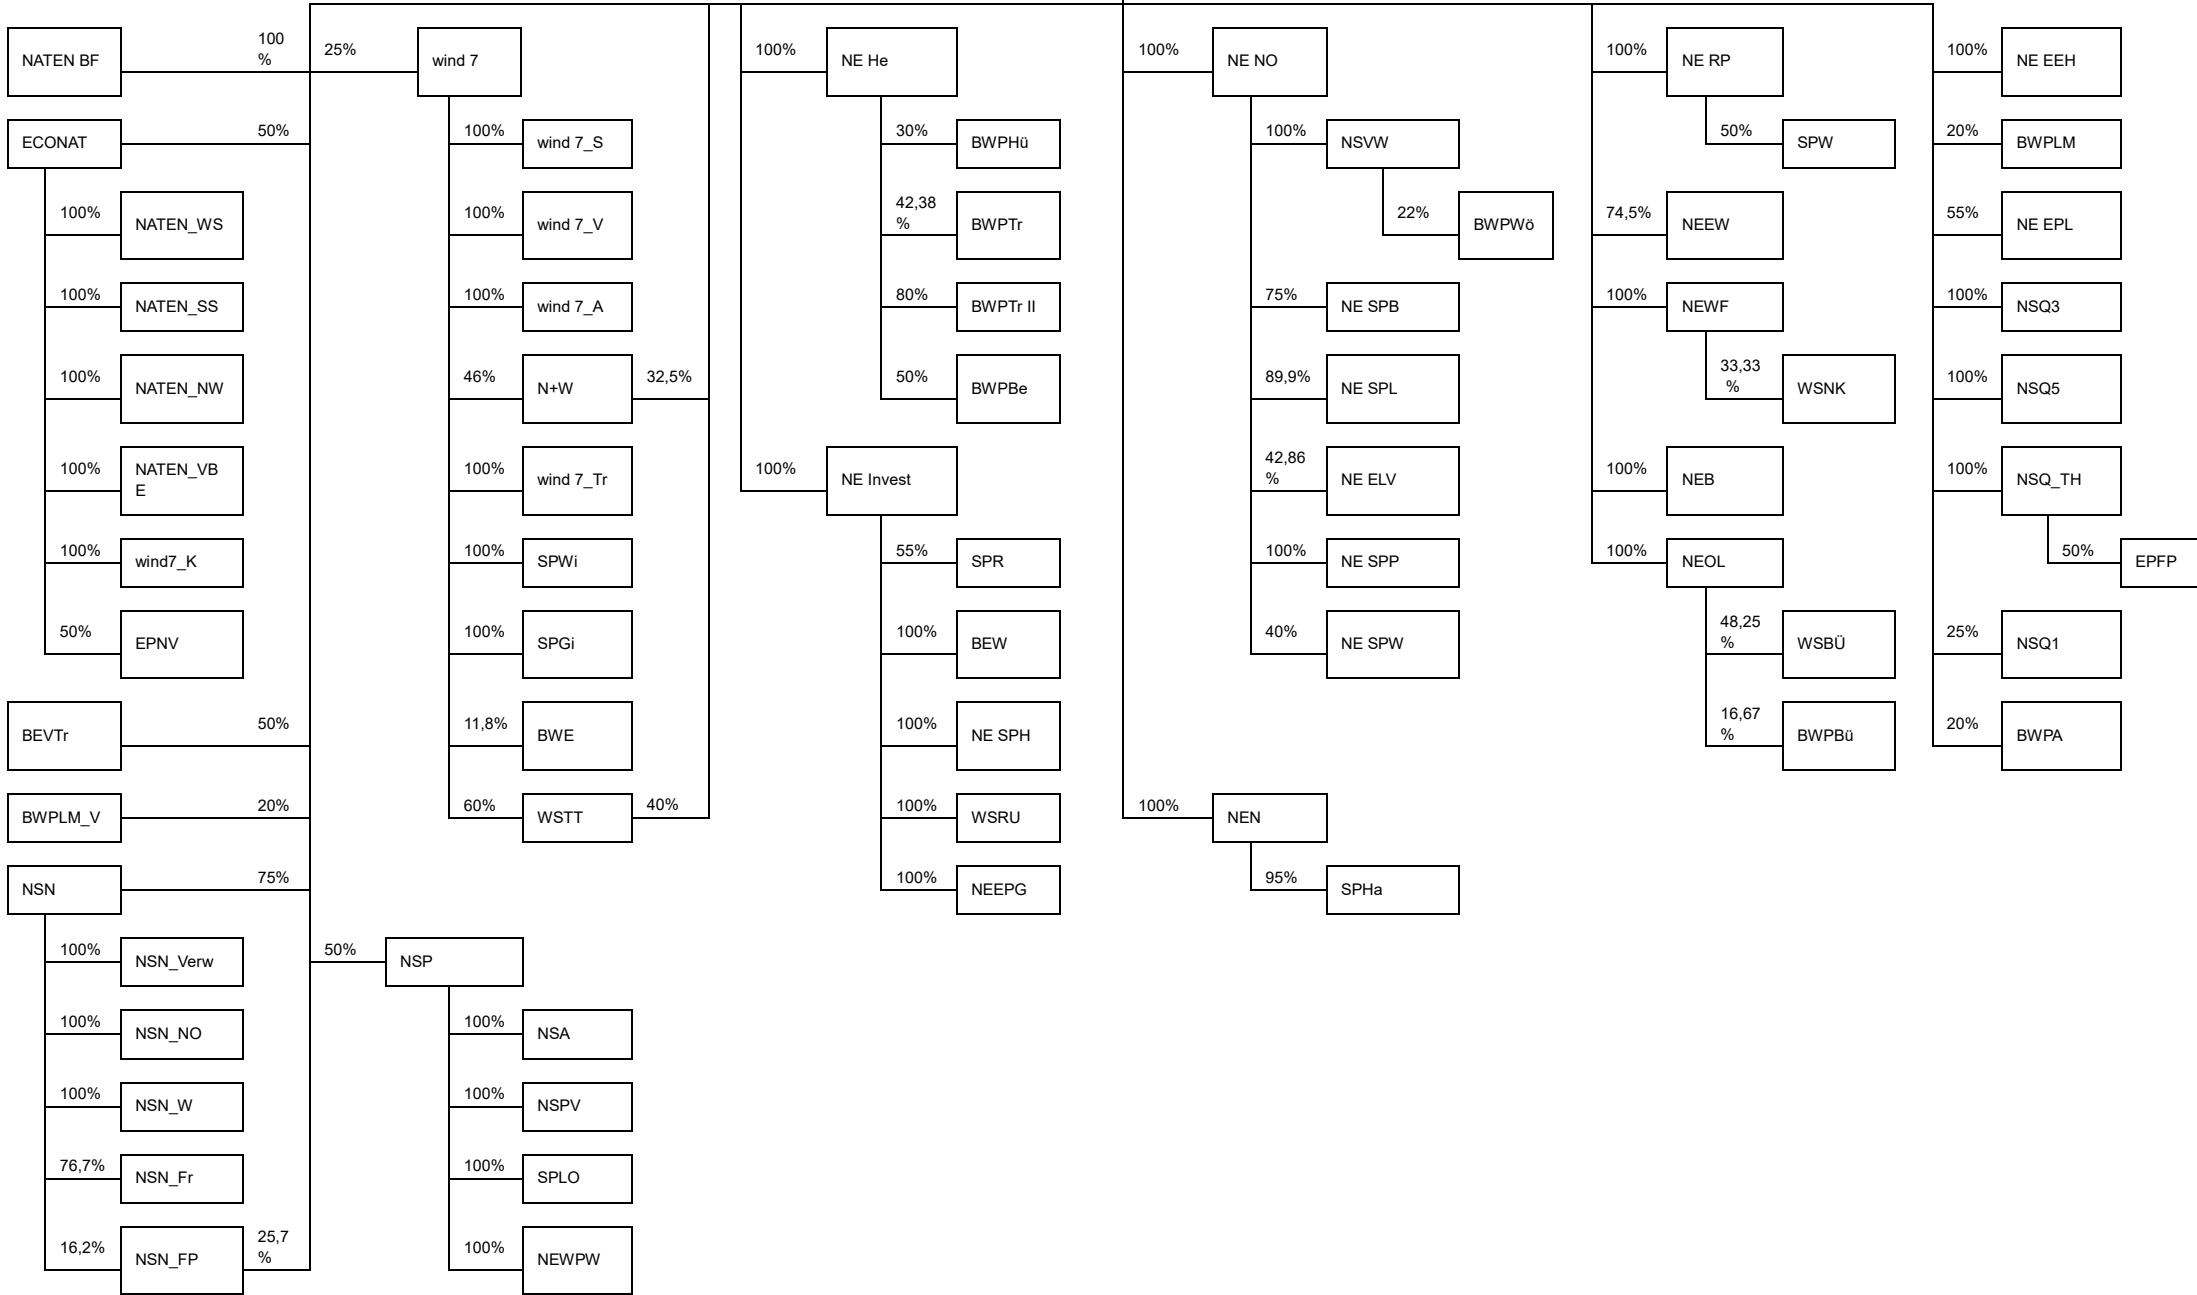 NATEN BF
100
%
25%
wind 7
100%
NE He
100%
NE NO
100%
NE RP
100%
NE EEH
ECONAT
50%
100%
wind 7_S
30%
BWPHü
100%
NSVW
50%
SPW
20%
BWPLM
100%
NATEN_WS
100%
wind 7_V
42,38
%
BWPTr
22%
BWPWö
74,5%
NEEW
55%
NE EPL
100%
NATEN_SS
100%
wind 7_A
80%
BWPTr II
75%
NE SPB
100%
NEWF
100%
NSQ3
100%
NATEN_NW
46%
N+W
32,5%
50%
BWPBe
89,9%
NE SPL
33,33
%
WSNK
100%
NSQ5
100%
NATEN_VB
E
100%
wind 7_Tr
100%
NE Invest
42,86
%
NE ELV
100%
NEB
100%
NSQ_TH
100%
wind7_K
100%
SPWi
55%
SPR
100%
NE SPP
100%
NEOL
50%
EPFP
50%
EPNV
100%
SPGi
100%
BEW
40%
NE SPW
48,25
%
WSBÜ
25%
NSQ1
BEVTr
50%
11,8%
BWE
100%
NE SPH
16,67
%
BWPBü
20%
BWPA
BWPLM_V
20%
60%
WSTT
40%
100%
WSRU
100%
NEN
NSN
75%
100%
NEEPG
95%
SPHa
100%
NSN_Verw
50%
NSP
100%
NSN_NO
100%
NSA
100%
NSN_W
100%
NSPV
76,7%
NSN_Fr
100%
SPLO
16,2%
NSN_FP
25,7
%
100%
NEWPW